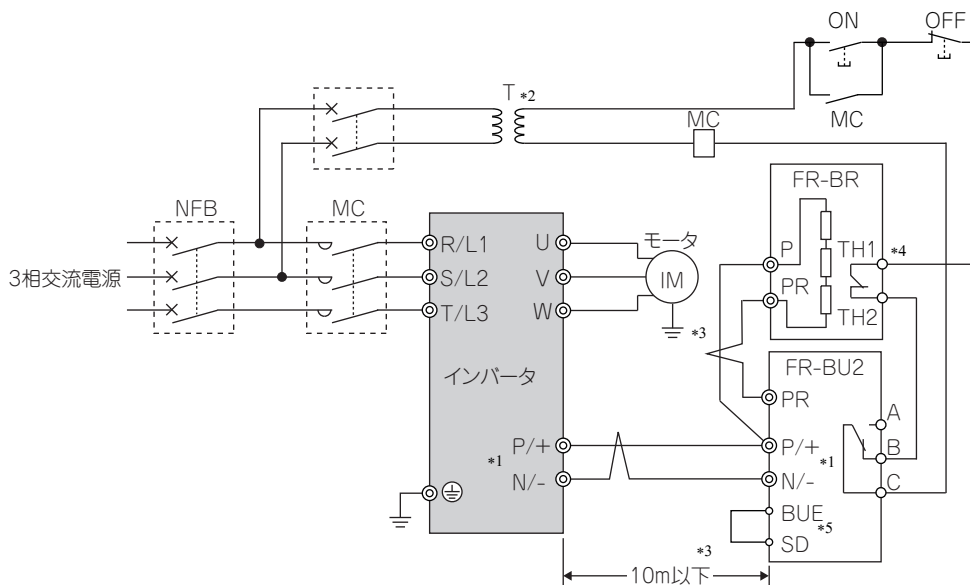 ON
OFF
T *2
MC
MC
FR-BR
NFB
MC
R/L1
U
モータ
P
TH1
*4
3相交流電源
S/L2
V
IM
PR
T/L3
W
*3
TH2
インバータ
FR-BU2
PR
A
P/+
P/+
B
*1
*1
N/-
N/-
C
BUE
*5
SD
*3
10m以下